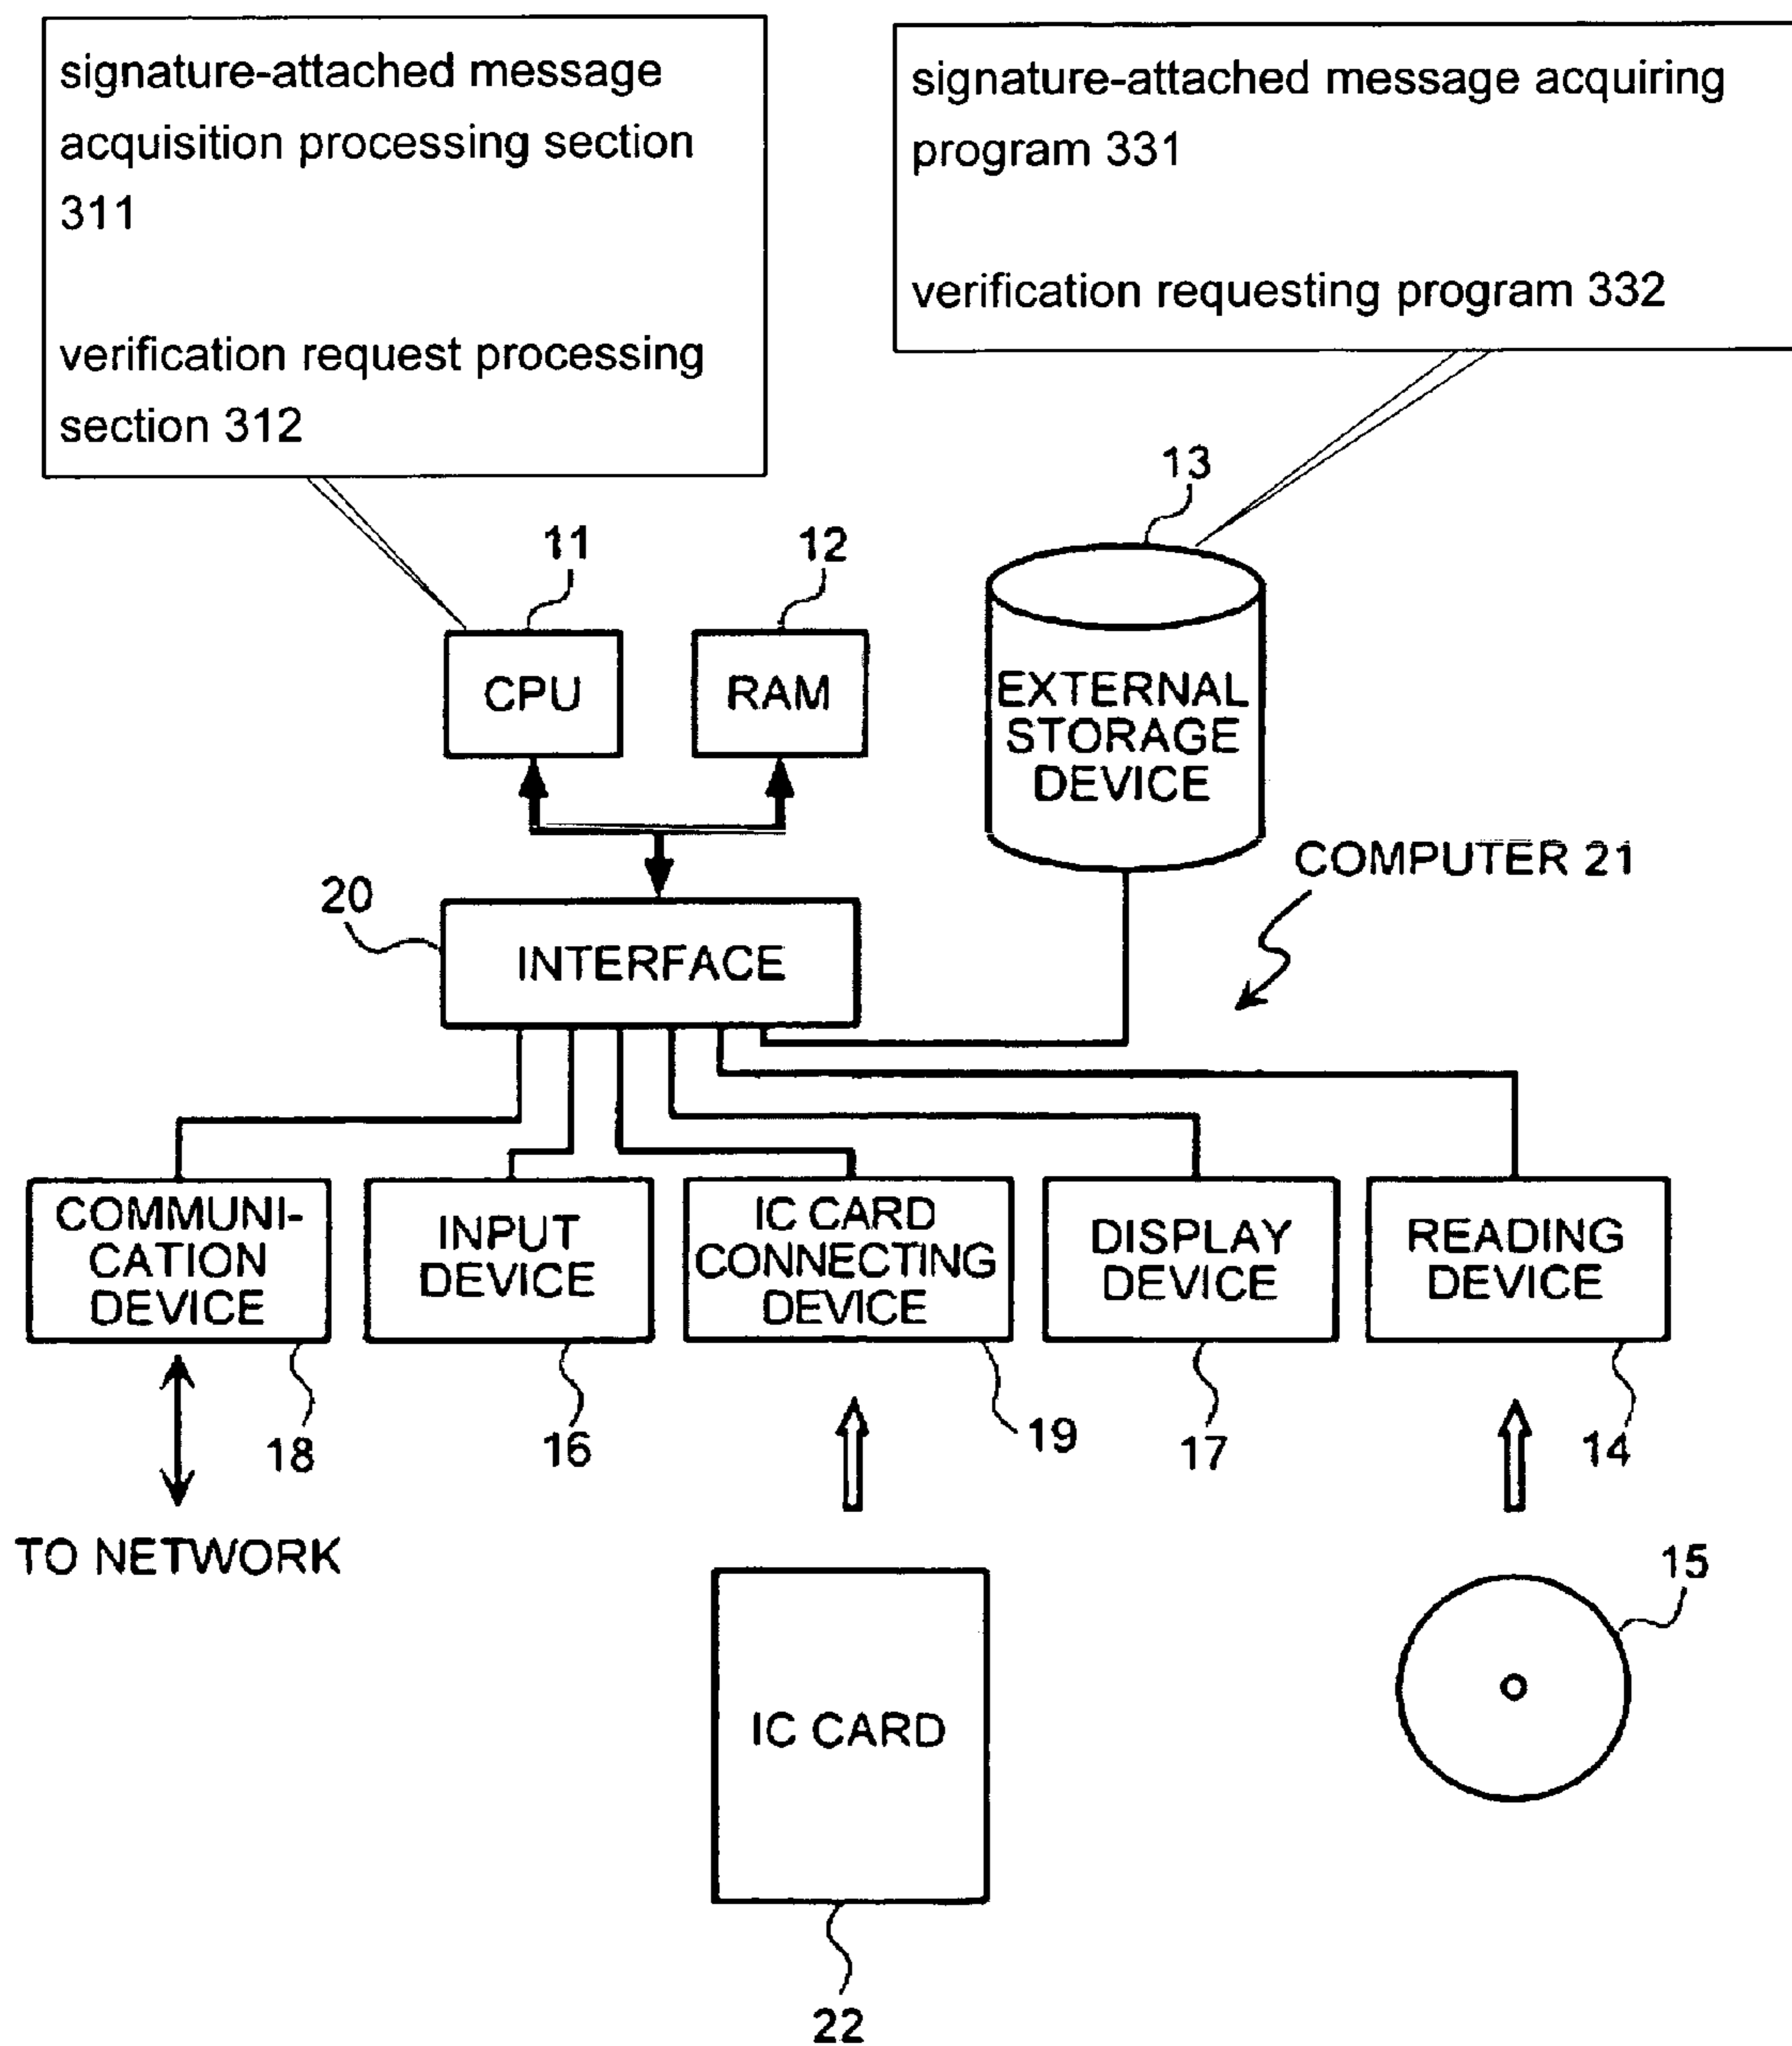 signature-attached message
acquisition processing section
311
verification request processing
section 312
signature-attached message acquiring
program 331
verification requesting program 332
13
11
12
CPU
RAM
EXTERNAL
STORAGE
DEVICE
COMPUTER 21
20
INTERFACE
COMMUNI-
CATION
DEVICE
INPUT
DEVICE
IC CARD
CONNECTING
DEVICE
DISPLAY
DEVICE
READING
DEVICE
18
16
19
17
14
TO NETWORK
15
IC CARD
22